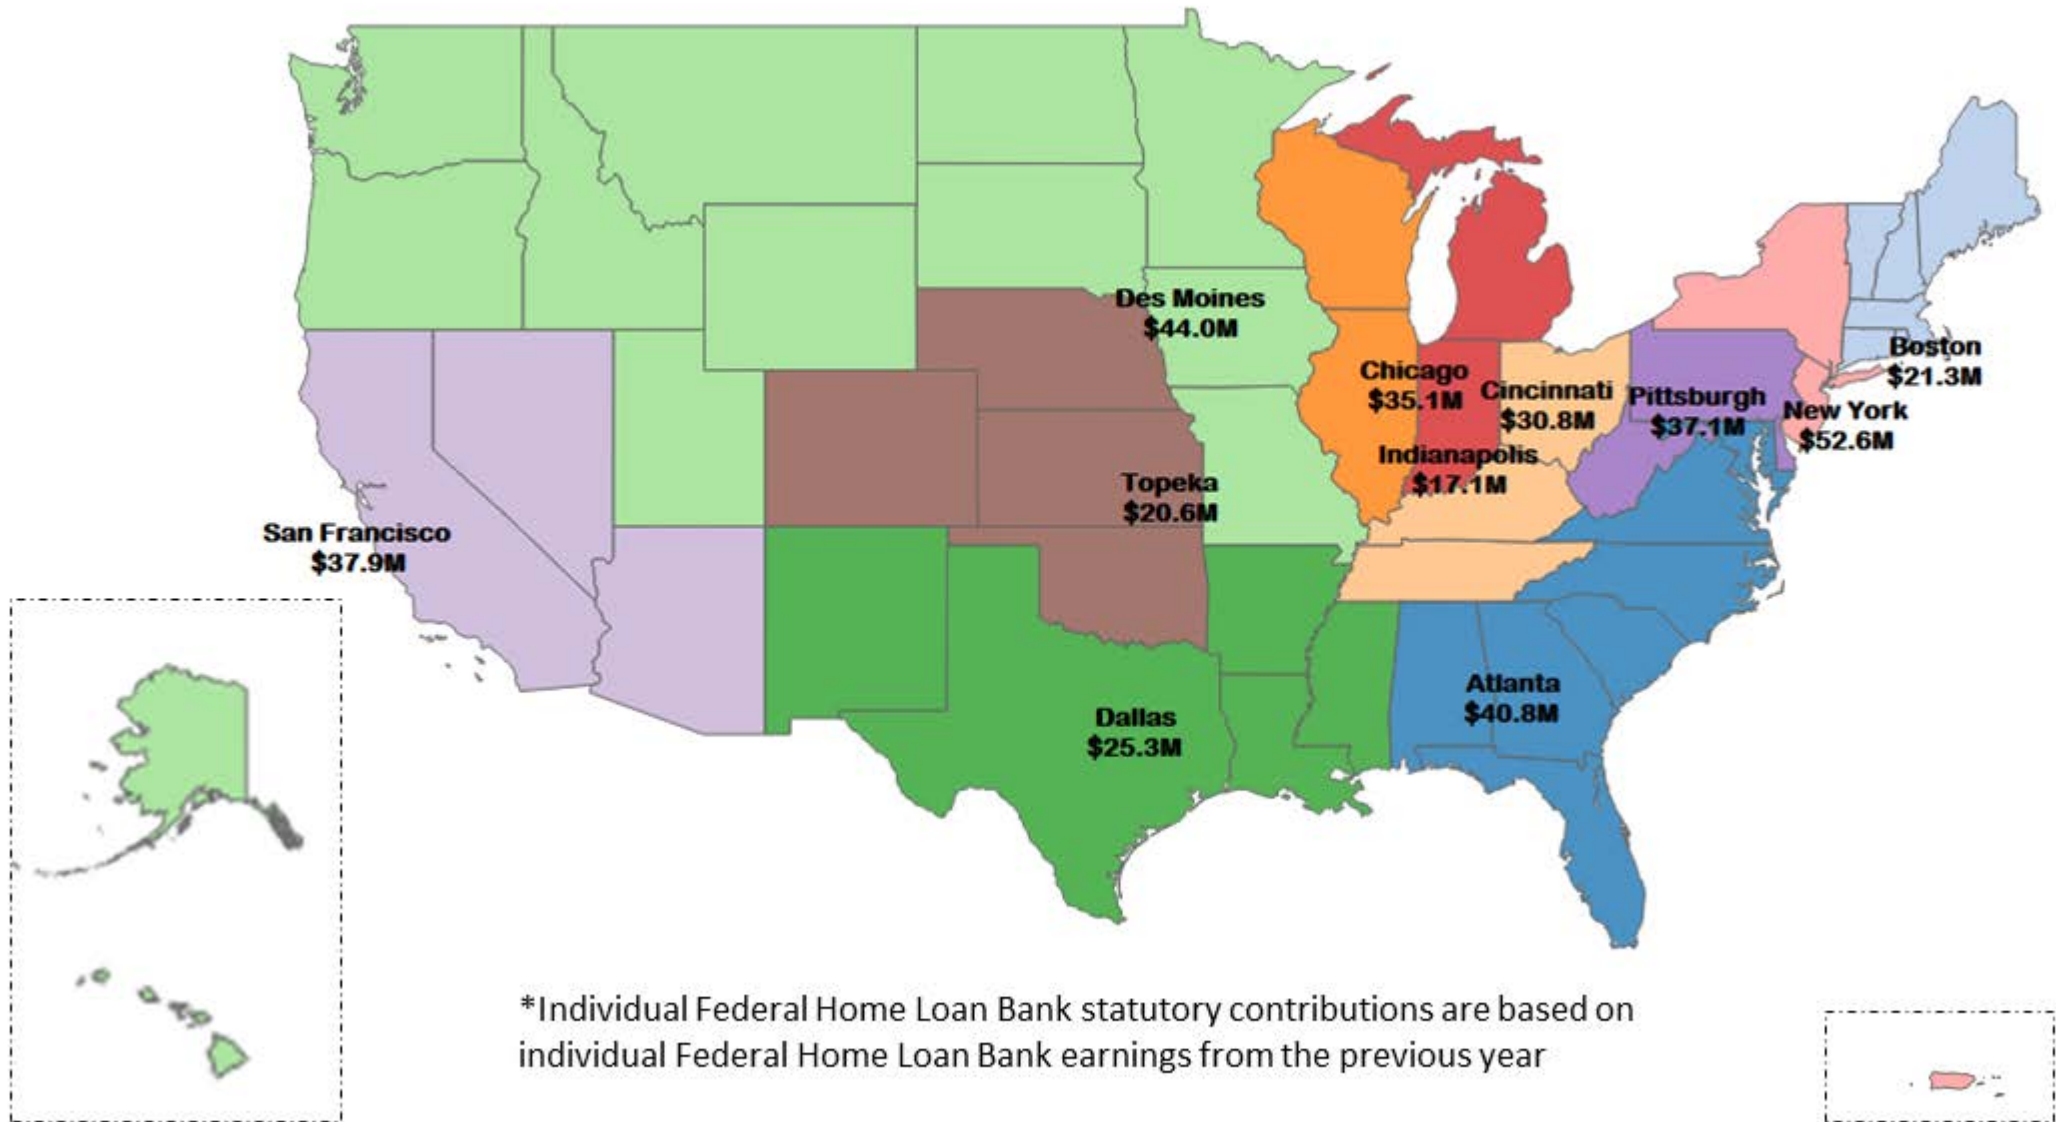 Des Moines
$44.0M
Boston
$21.3M
Chicago
$35.1M
Cincinnati
$30.8M
Pittsburgh
$37.1M
New York
$52.6M
Indianapolis
$17.1M
Topeka
$20.6M
San Francisco
$37.9M
Atlanta
$40.8M
Dallas
$25.3M
*Individual Federal Home Loan Bank statutory contributions are based on
individual Federal Home Loan Bank earnings from the previous year